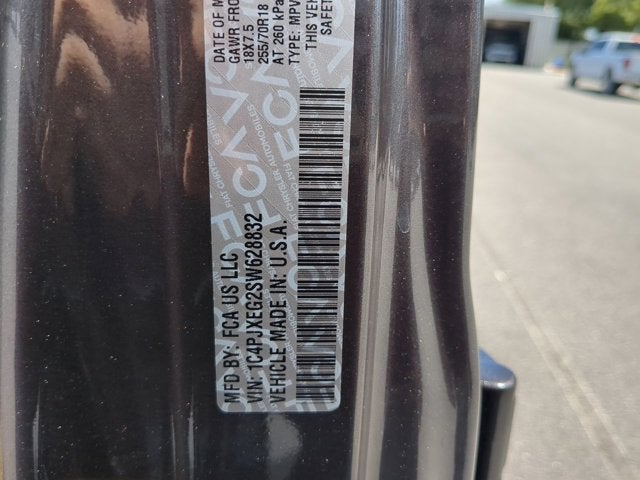 MFD BY: FCA US LLC
VIN: 1C4PJXEG2SW628832
VEHICLE MADE IN: U.S.A.
DATE OF M
GAWR FRO
18X7.5
255/70R18
AT 260 kPa
TYPE: MPV
THIS VEHI
SAFET